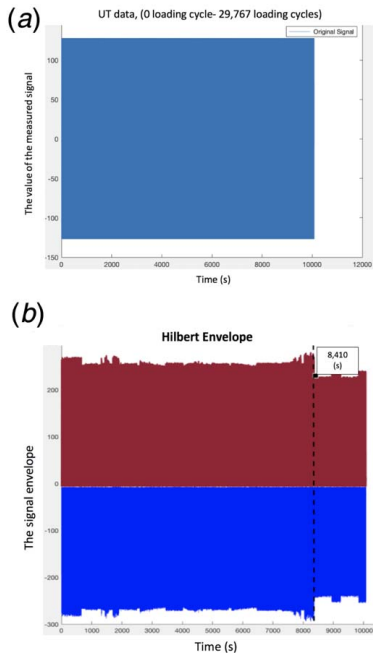 (a)
UT data, (0 loading cycle- 29,767 loading cycles)
Original Signal
The value of the measured signal
100
50
0
-50
-100
-150
0 2000 4000 6000 8000 10000 12000
Time (s)
(b)
Hilbert Envelope
8,410
(s)
The signal envelope
200
100
0
-100
-200
-300
0 1000 2000 3000 4000 5000 6000 7000 8000 9000 10000
Time (s)